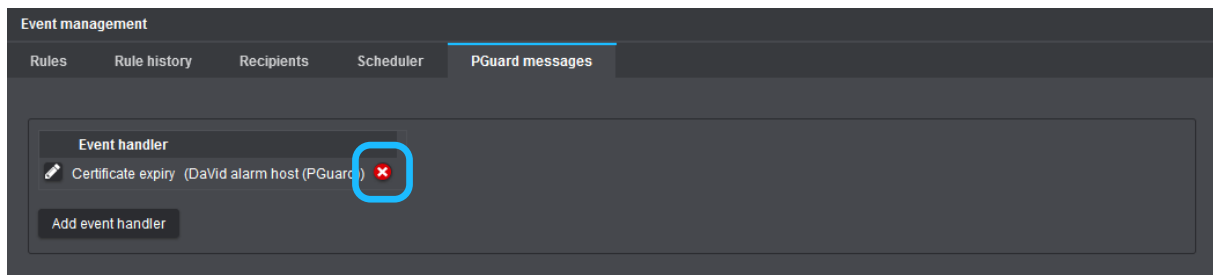 Event management
Rules Rule history Recipients Scheduler PGuard messages
Event handler
Certificate expiry (DaVid alarm host (PGuard))
Add event handler